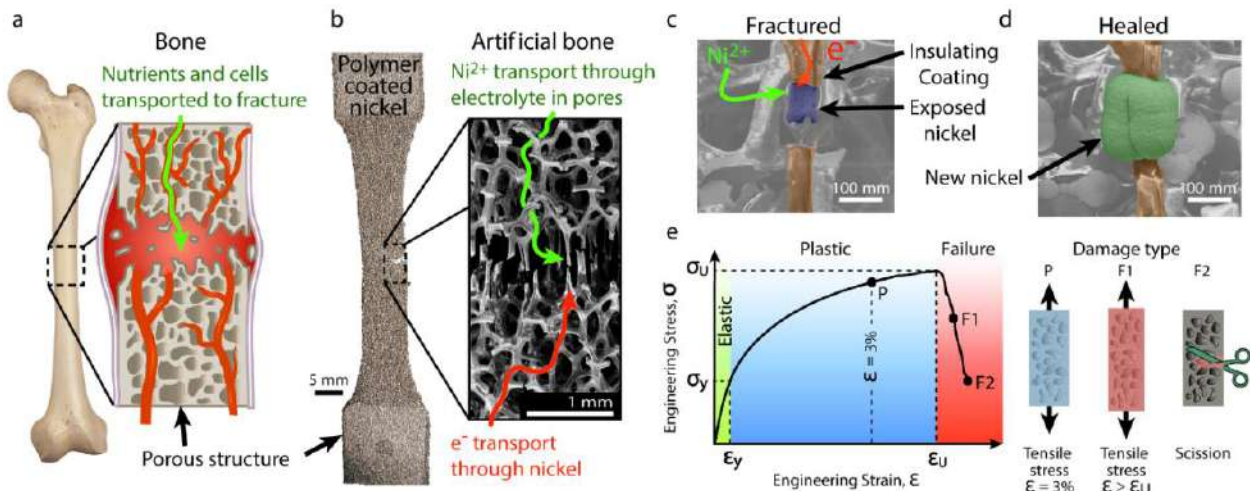 a
Bone
Nutrients and cells
transported to fracture
Porous structure
b
Artificial bone
Polymer
coated nickel
Ni²⁺ transport through
electrolyte in pores
5 mm
1 mm
e⁻ transport
through nickel
c
Fractured
Ni²⁺
e⁻
Insulating
Coating
Exposed
nickel
100 mm
d
Healed
New nickel
100 mm
e
Plastic
Failure
Elastic
σU
σy
Engineering Stress, σ
P
ε = 3%
F1
F2
εy
εU
Engineering Strain, ε
Damage type
P
F1
F2
Tensile
stress
ε = 3%
Tensile
stress
ε > εU
Scission